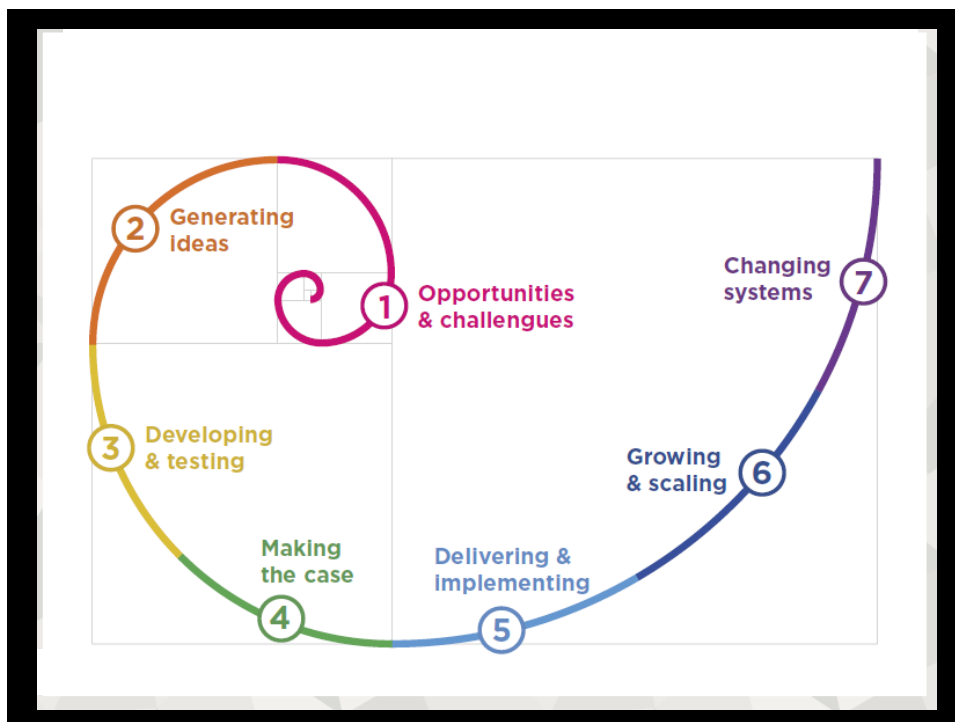 1
Opportunities
& challengues
2
Generating
ideas
3
Developing
& testing
4
Making
the case
5
Delivering &
implementing
6
Growing
& scaling
7
Changing
systems